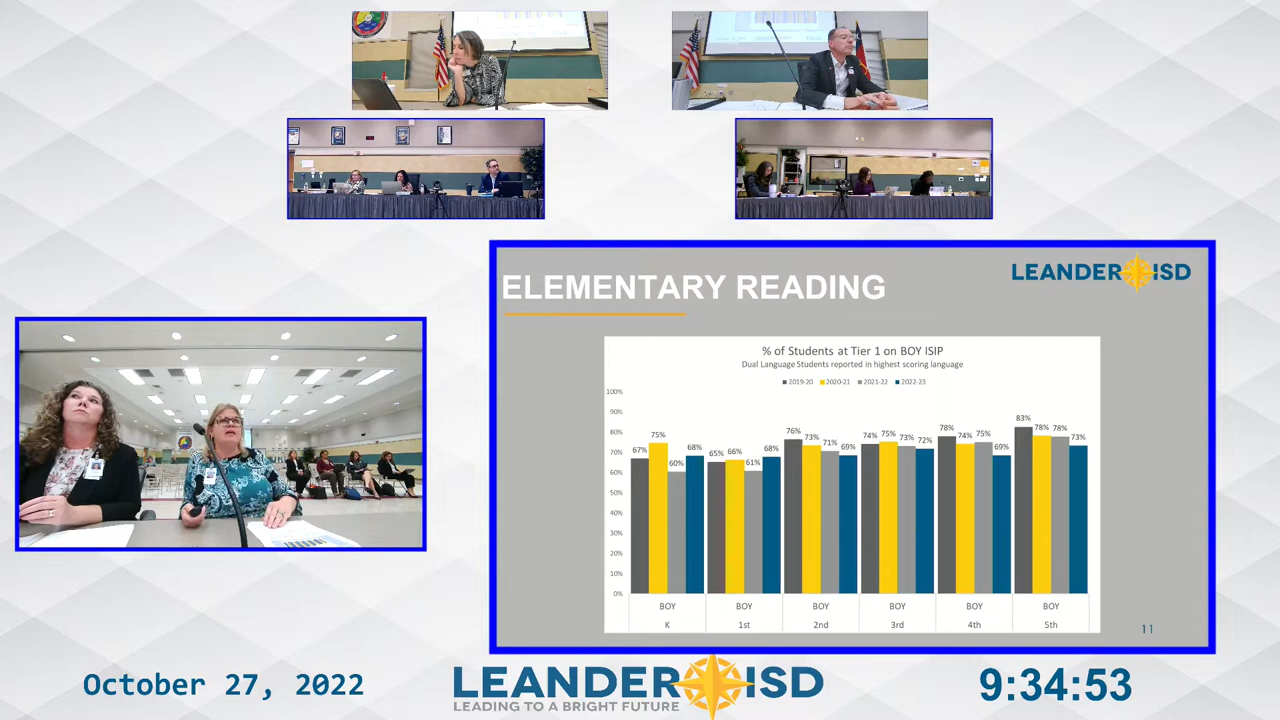 LEANDER ISD
ELEMENTARY READING
% of Students at Tier 1 on BOY ISIP
Dual Language Students reported in highest scoring language
2019-20 2020-21 2021-22 2022-23
100%
90%
80%
70%
60%
50%
40%
30%
20%
10%
0%
67% 75% 60% 68%
65% 66% 61% 68%
76% 73% 71% 69%
74% 75% 73% 72%
78% 74% 75% 69%
83% 78% 78% 73%
BOY BOY BOY BOY BOY BOY
K 1st 2nd 3rd 4th 5th
11
October 27, 2022
LEANDER ISD
LEADING TO A BRIGHT FUTURE
9:34:53